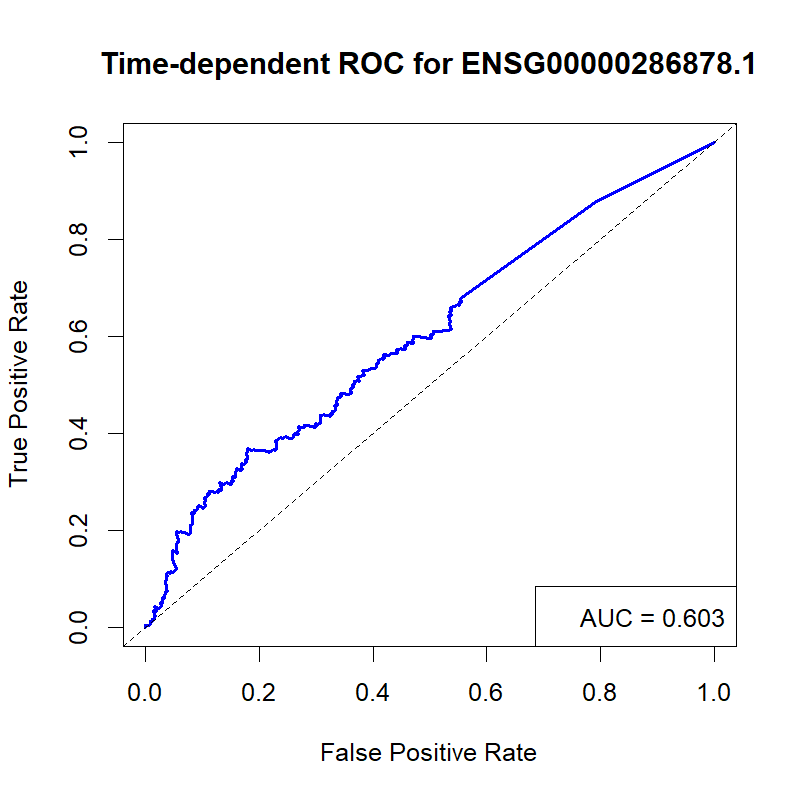 Time-dependent ROC for ENSG00000286878.1
True Positive Rate
1.0
0.8
0.6
0.4
0.2
0.0
AUC = 0.603
0.0 0.2 0.4 0.6 0.8 1.0
False Positive Rate